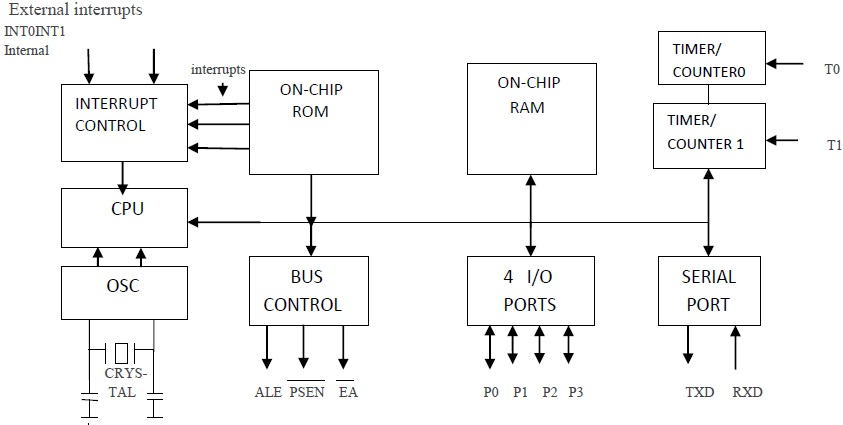 External interrupts
INT0INT1
Internal
interrupts
INTERRUPT
CONTROL
ON-CHIP
ROM
ON-CHIP
RAM
TIMER/
COUNTER0
T0
TIMER/
COUNTER 1
T1
CPU
OSC
BUS
CONTROL
4 I/O
PORTS
SERIAL
PORT
CRYS-
TAL
ALE PSEN EA
P0 P1 P2 P3
TXD RXD